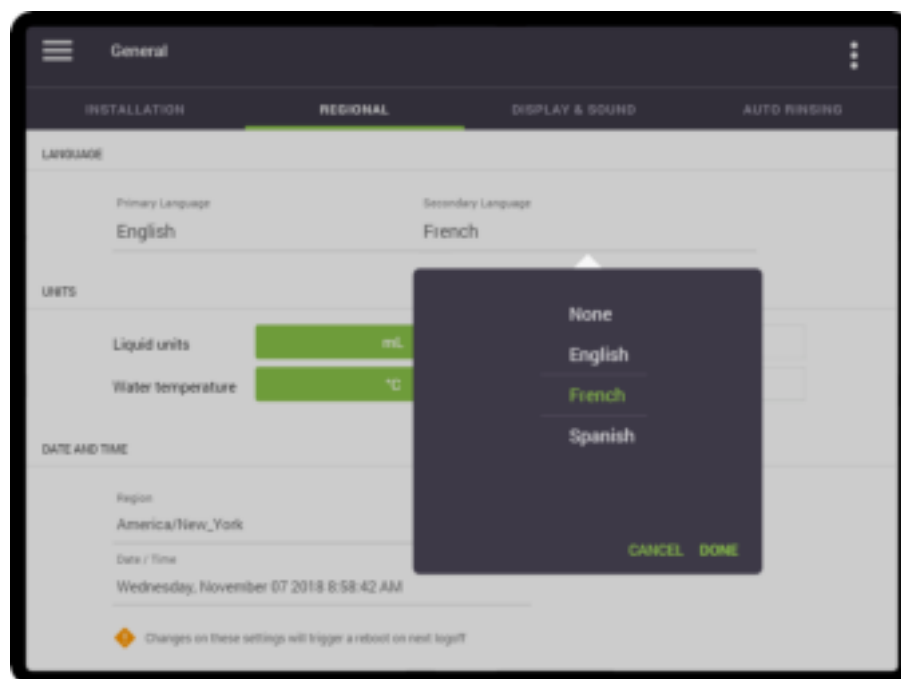 General
INSTALLATION REGIONAL DISPLAY & SOUND AUTO RINSING
LANGUAGE
Primary Language Secondary Language
English French
UNITS
Liquid units mL
Water temperature °C
None
English
French
Spanish
CANCEL DONE
DATE AND TIME
Region
America/New_York
Date / Time
Wednesday, November 07 2018 8:58:42 AM
Changes on these settings will trigger a reboot on next logoff